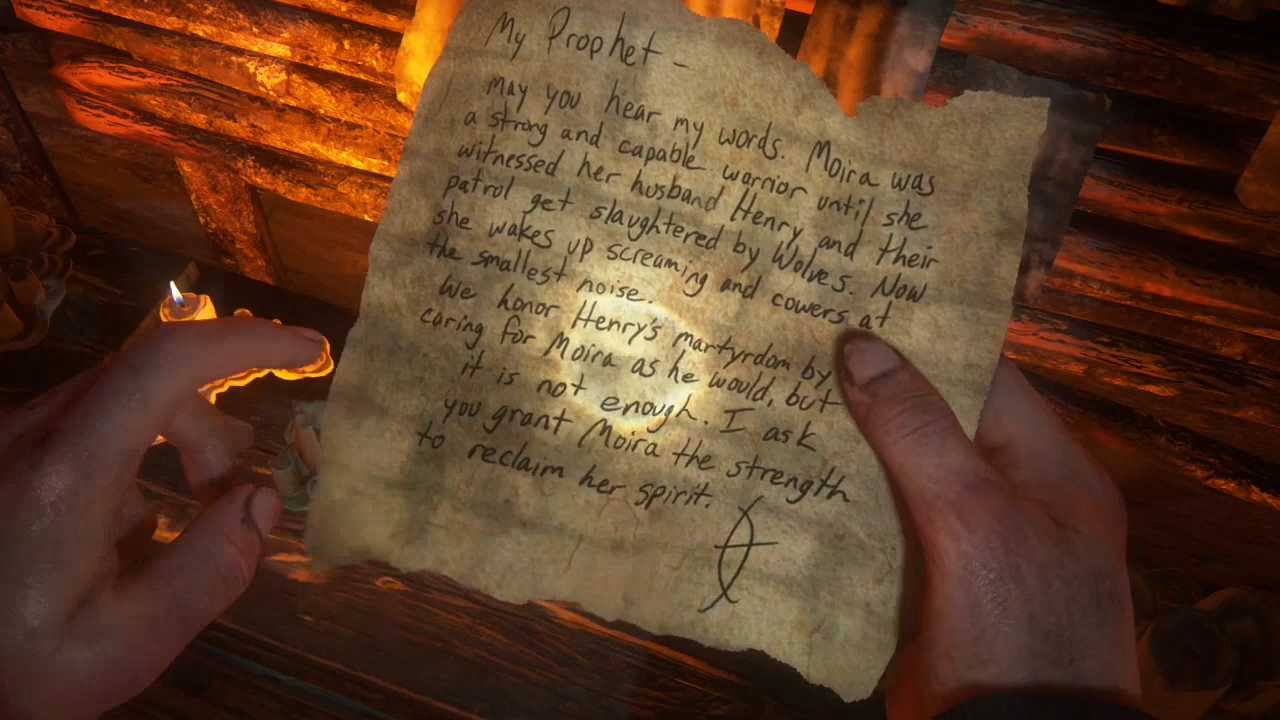 My Prophet -
may you hear my words. Moira was
a strong and capable warrior until she
witnessed her husband Henry and their
patrol get slaughtered by Wolves. Now
she wakes up screaming and cowers at
the smallest noise.
We honor Henry's martyrdom by
caring for Moira as he would, but
it is not enough. I ask
you grant Moira the strength
to reclaim her spirit.